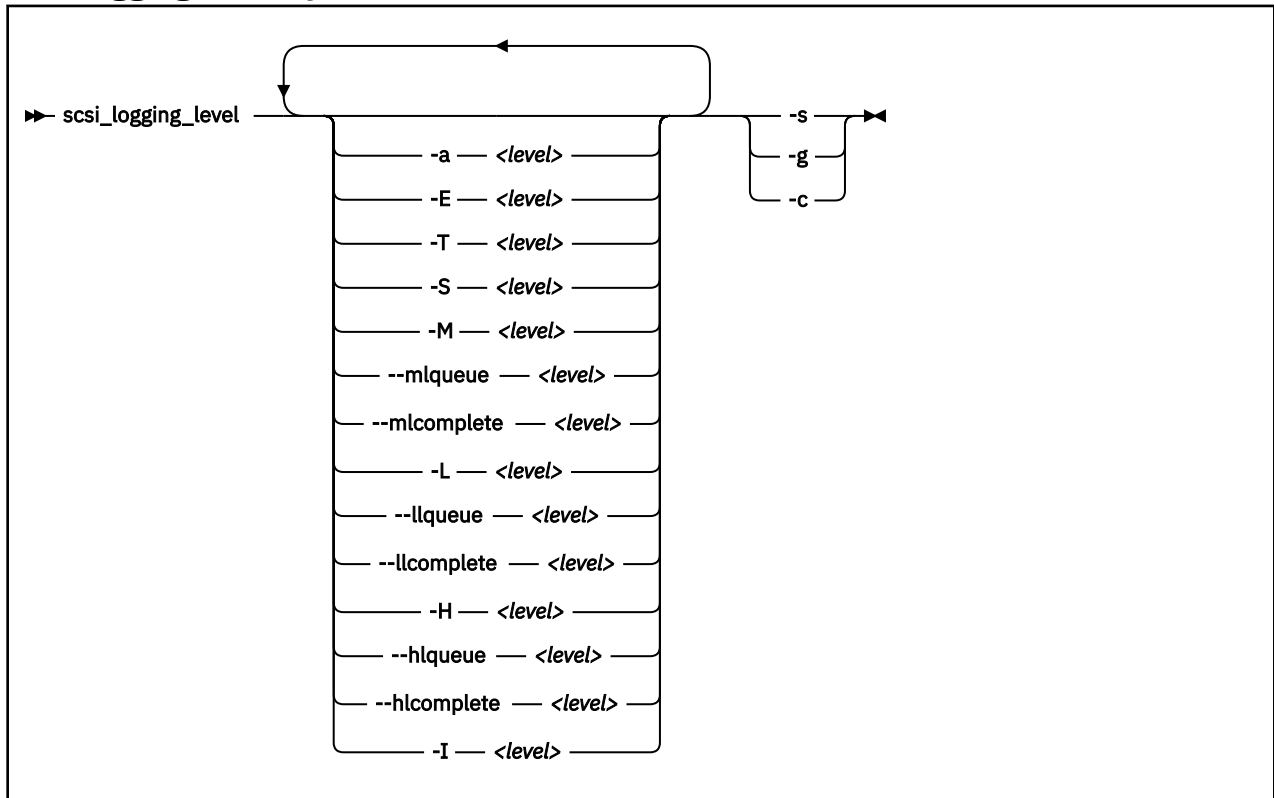 scsi_logging_level
-a <level>
-E <level>
-T <level>
-S <level>
-M <level>
--mlqueue <level>
--mlcomplete <level>
-L <level>
--llqueue <level>
--llcomplete <level>
-H <level>
--hlqueue <level>
--hlcomplete <level>
-I <level>
-s
-g
-c